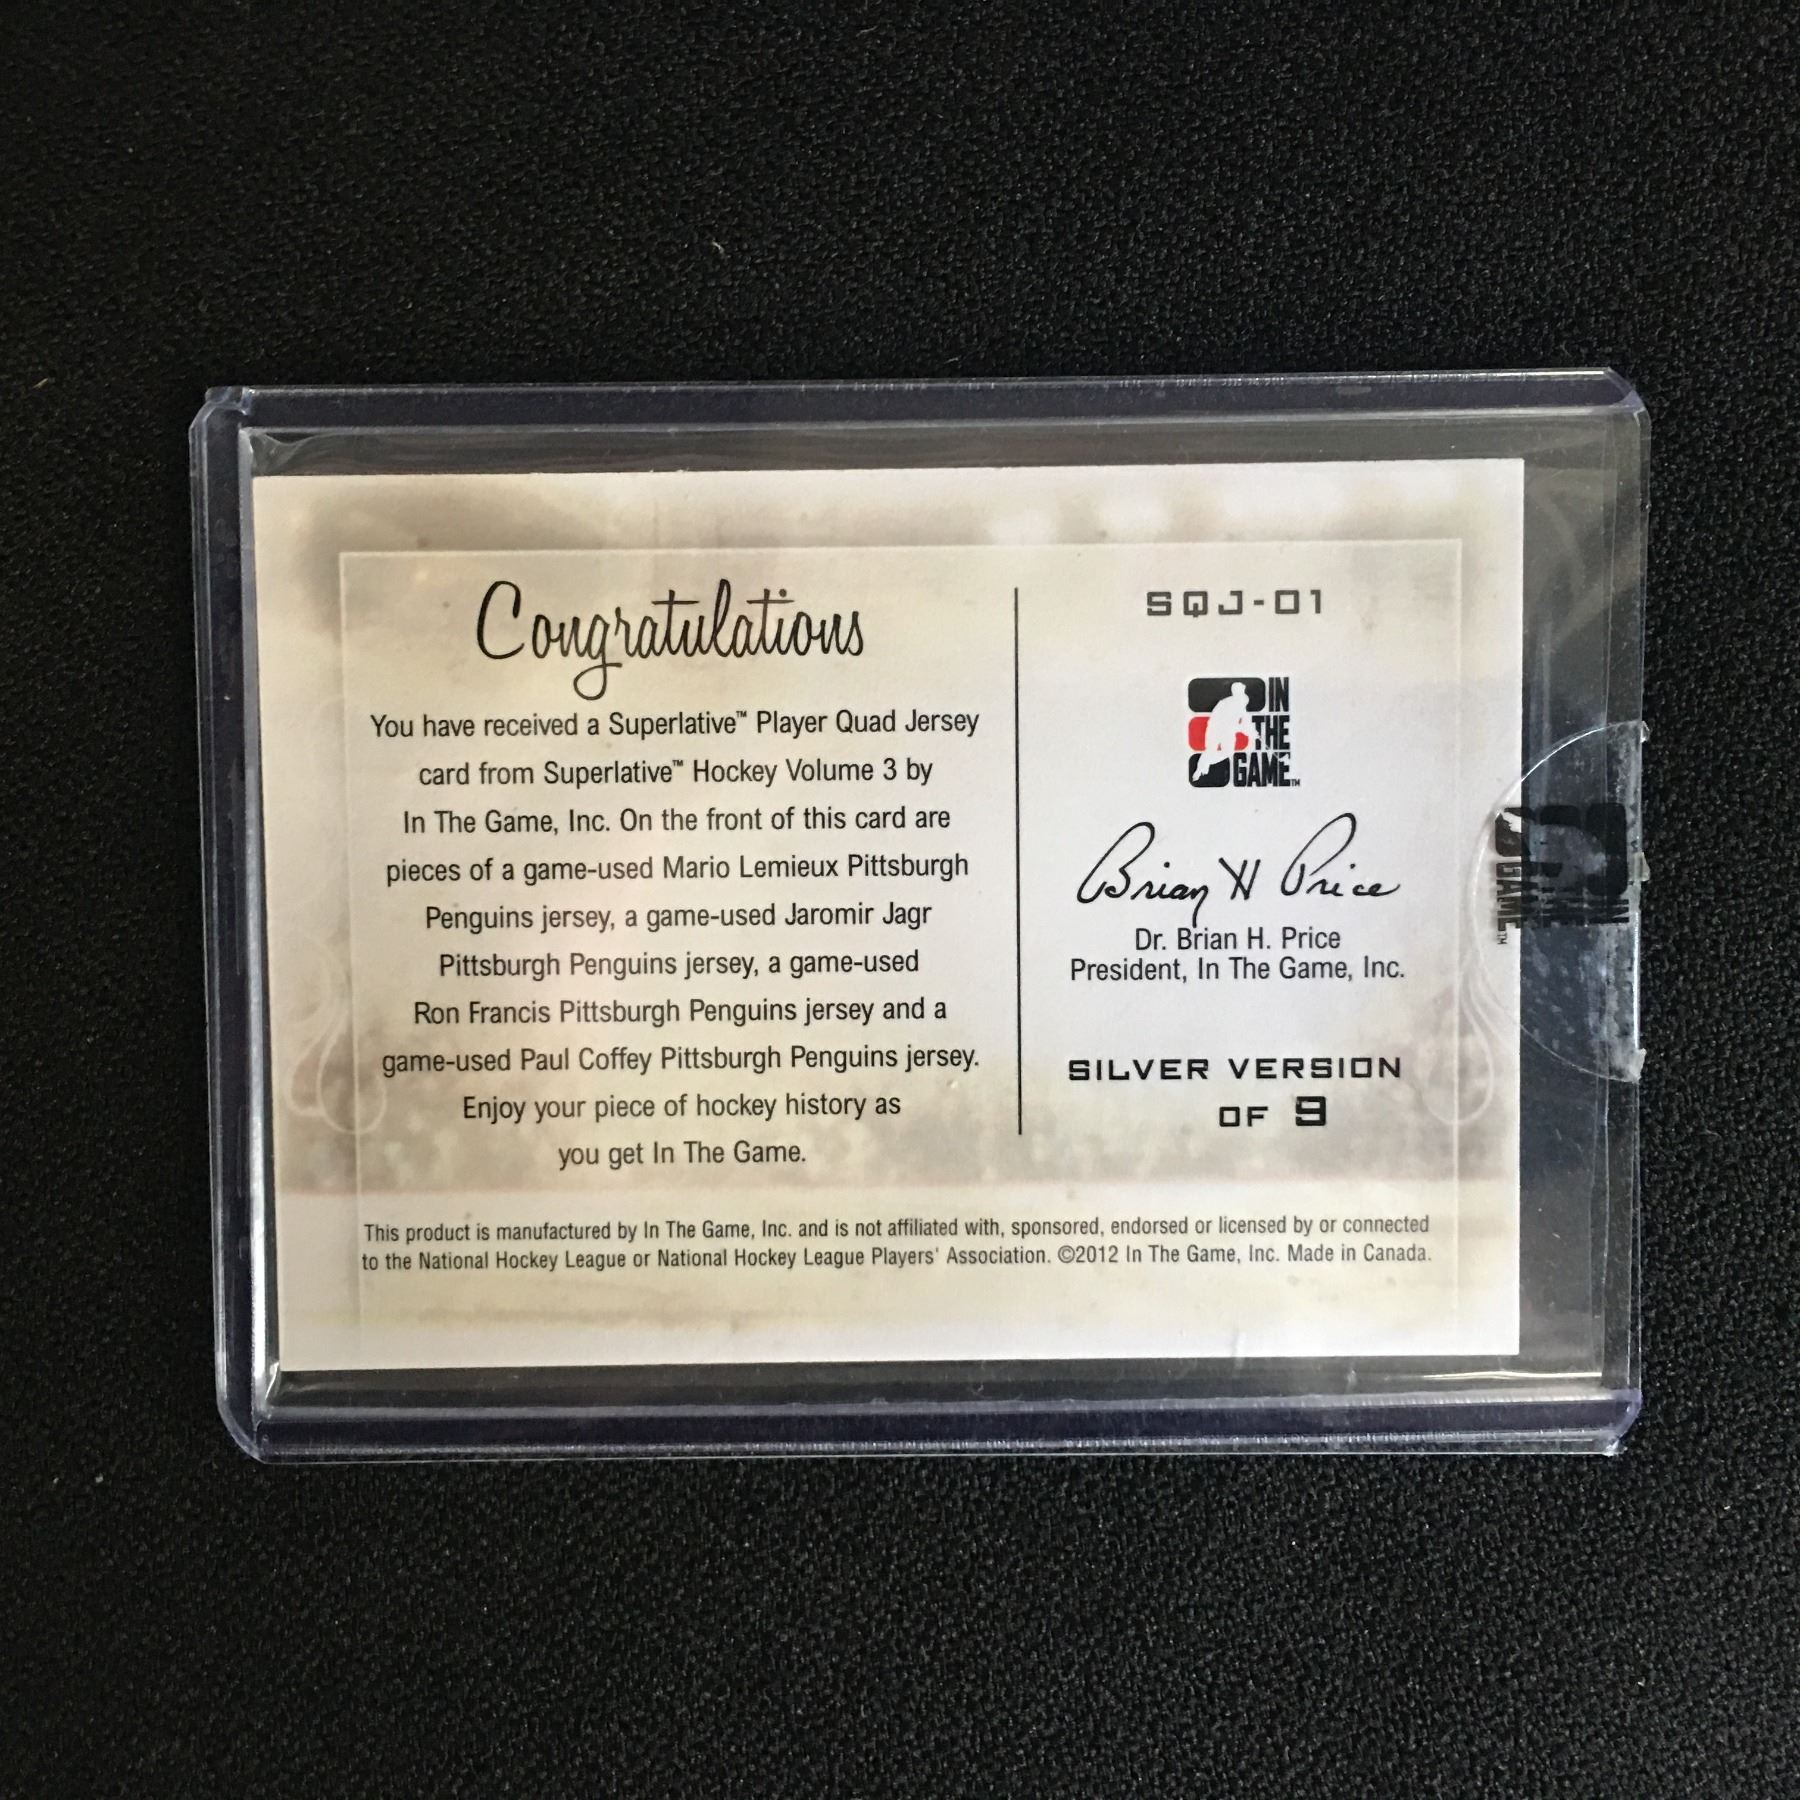 Congratulations
You have received a Superlative™ Player Quad Jersey
card from Superlative™ Hockey Volume 3 by
In The Game, Inc. On the front of this card are
pieces of a game-used Mario Lemieux Pittsburgh
Penguins jersey, a game-used Jaromir Jagr
Pittsburgh Penguins jersey, a game-used
Ron Francis Pittsburgh Penguins jersey and a
game-used Paul Coffey Pittsburgh Penguins jersey.
Enjoy your piece of hockey history as
you get In The Game.
SQJ-01
IN
THE
GAME™
Brian H Price
Dr. Brian H. Price
President, In The Game, Inc.
SILVER VERSION
OF 9
This product is manufactured by In The Game, Inc. and is not affiliated with, sponsored, endorsed or licensed by or connected
to the National Hockey League or National Hockey League Players' Association. ©2012 In The Game, Inc. Made in Canada.
IN
THE
GAME™